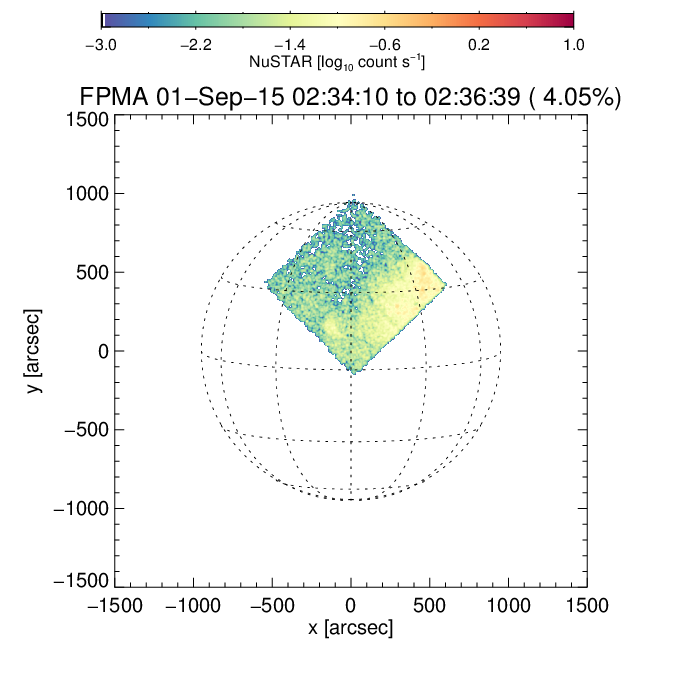 −3.0 −2.2 −1.4 −0.6 0.2 1.0
NuSTAR [log₁₀ count s⁻¹]
FPMA 01−Sep−15 02:34:10 to 02:36:39 ( 4.05%)
1500
1000
500
0
−500
−1000
−1500
y [arcsec]
−1500 −1000 −500 0 500 1000 1500
x [arcsec]